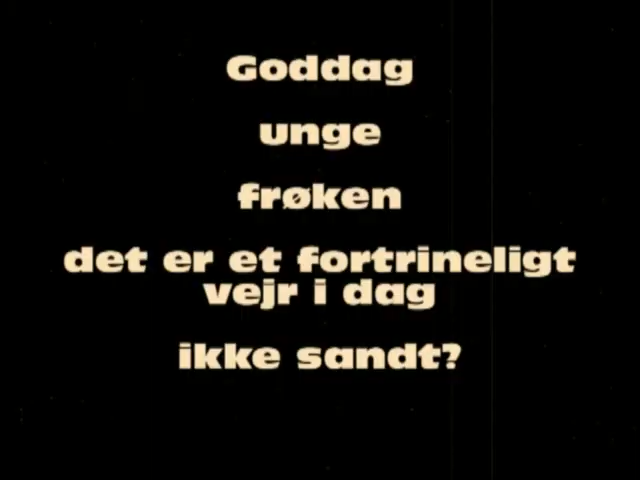 Goddag
unge
frøken
det er et fortrineligt
vejr i dag
ikke sandt?